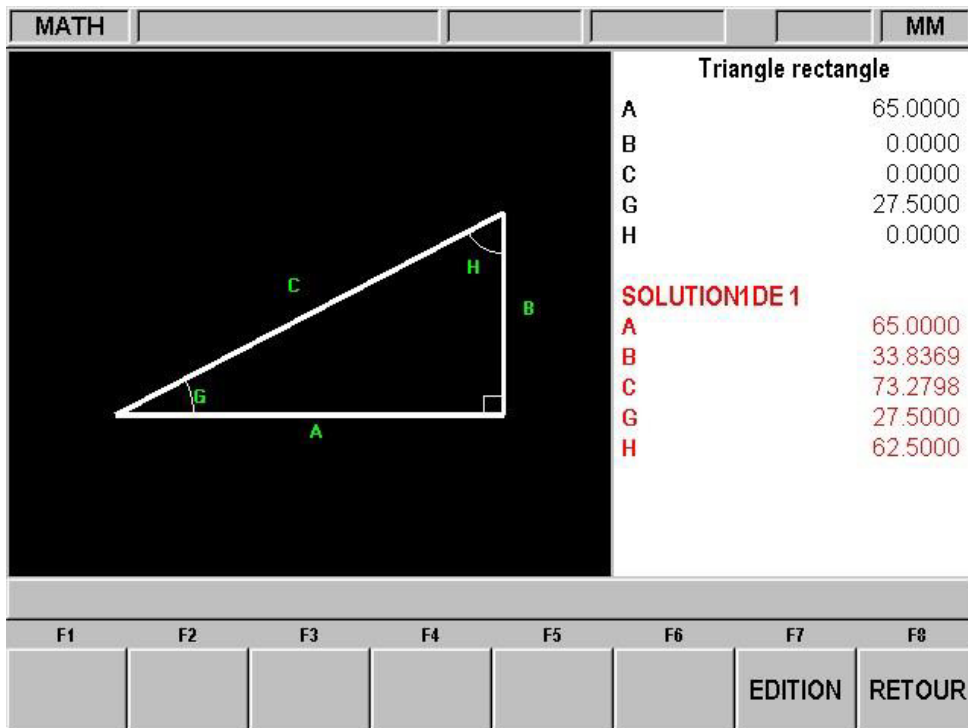 MATH MM
Triangle rectangle
A 65.0000
B 0.0000
C 0.0000
G 27.5000
H 0.0000
SOLUTION1DE 1
A 65.0000
B 33.8369
C 73.2798
G 27.5000
H 62.5000
H
C
B
G
A
F1 F2 F3 F4 F5 F6 F7 F8
EDITION RETOUR